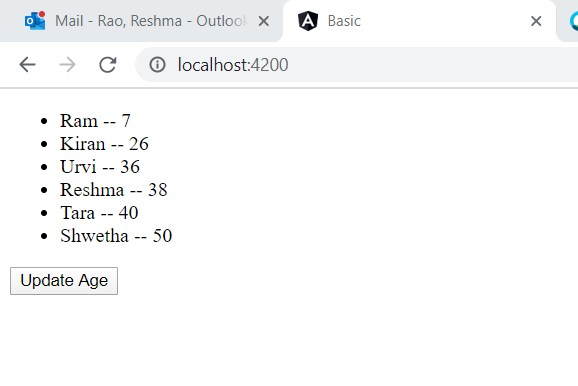 Mail - Rao, Reshma - Outlook
Basic
localhost:4200
Ram -- 7
Kiran -- 26
Urvi -- 36
Reshma -- 38
Tara -- 40
Shwetha -- 50
Update Age